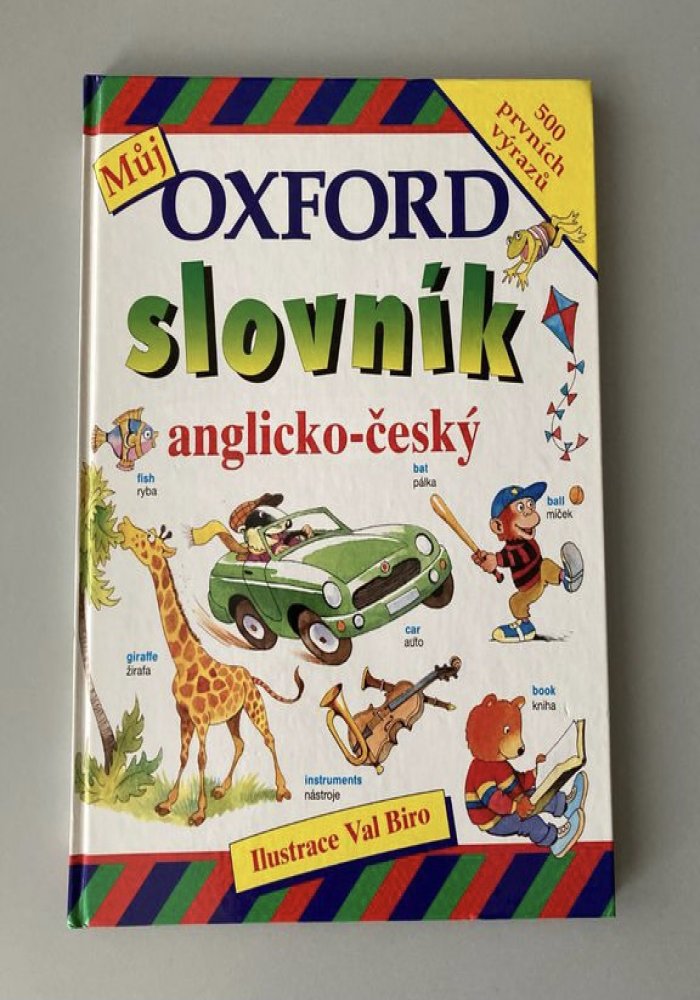 500
prvních
výrazů
Můj
OXFORD
slovník
anglicko-český
fish
ryba
bat
pálka
ball
míček
car
auto
giraffe
žirafa
book
kniha
instruments
nástroje
Ilustrace Val Biro